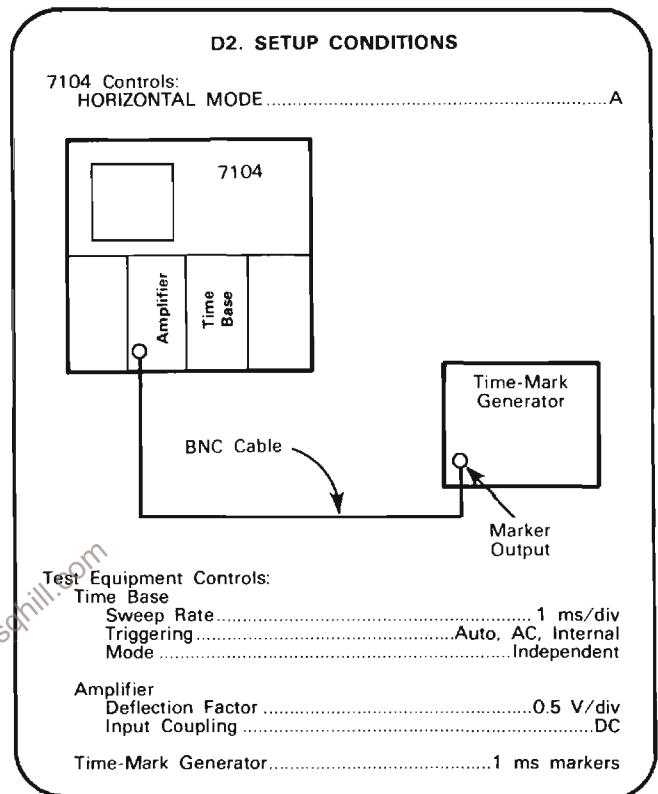 D2. SETUP CONDITIONS
7104 Controls:
HORIZONTAL MODE........................................................A
7104
Amplifier
Time
Base
Time-Mark
Generator
BNC Cable
Marker
Output
Test Equipment Controls:
Time Base
Sweep Rate........................................1 ms/div
Triggering.................................Auto, AC, Internal
Mode ..............................................Independent
Amplifier
Deflection Factor ...................................0.5 V/div
Input Coupling ..............................................DC
Time-Mark Generator.............................1 ms markers